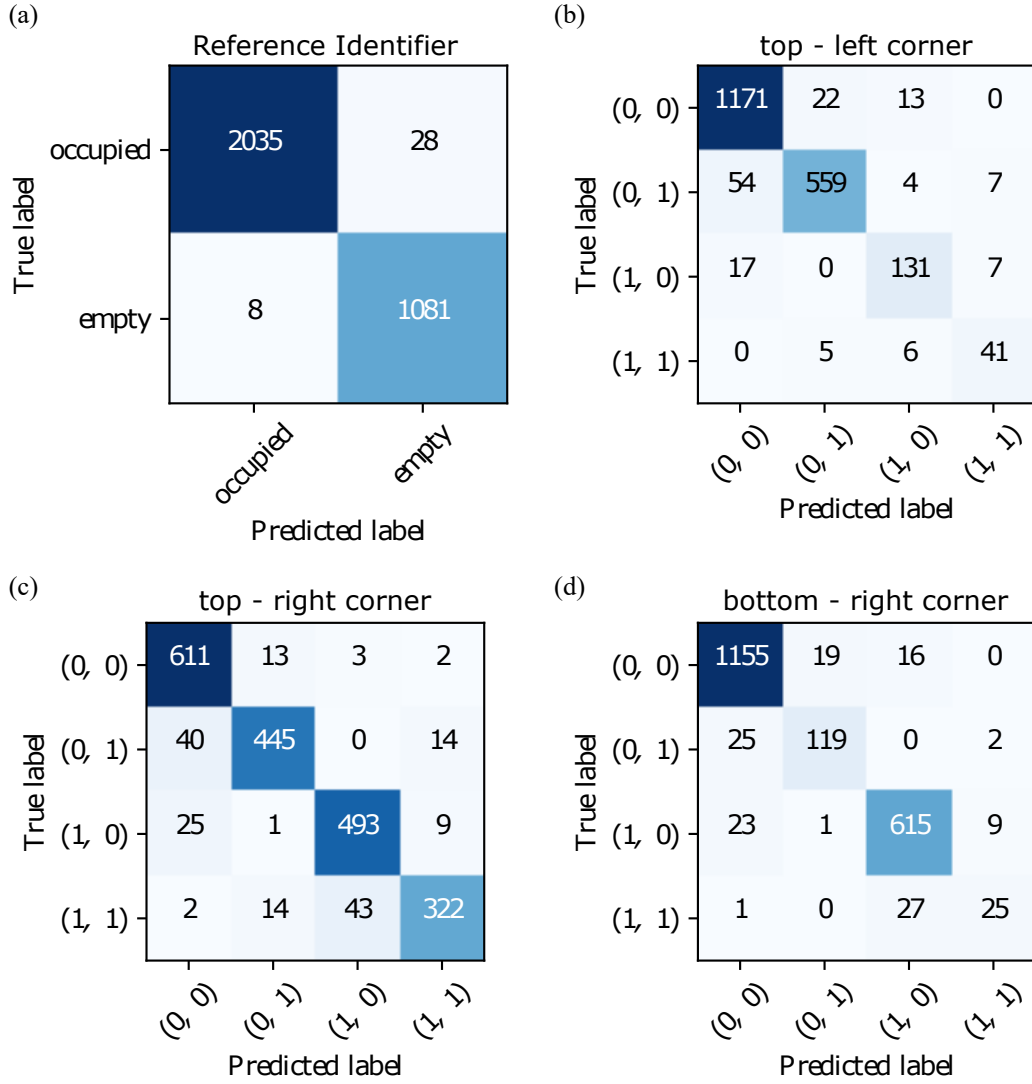 (a)
Reference Identifier
True label
occupied 2035 28
empty 8 1081
occupied empty
Predicted label
(b)
top - left corner
True label
(0, 0) 1171 22 13 0
(0, 1) 54 559 4 7
(1, 0) 17 0 131 7
(1, 1) 0 5 6 41
(0, 0) (0, 1) (1, 0) (1, 1)
Predicted label
(c)
top - right corner
True label
(0, 0) 611 13 3 2
(0, 1) 40 445 0 14
(1, 0) 25 1 493 9
(1, 1) 2 14 43 322
(0, 0) (0, 1) (1, 0) (1, 1)
Predicted label
(d)
bottom - right corner
True label
(0, 0) 1155 19 16 0
(0, 1) 25 119 0 2
(1, 0) 23 1 615 9
(1, 1) 1 0 27 25
(0, 0) (0, 1) (1, 0) (1, 1)
Predicted label